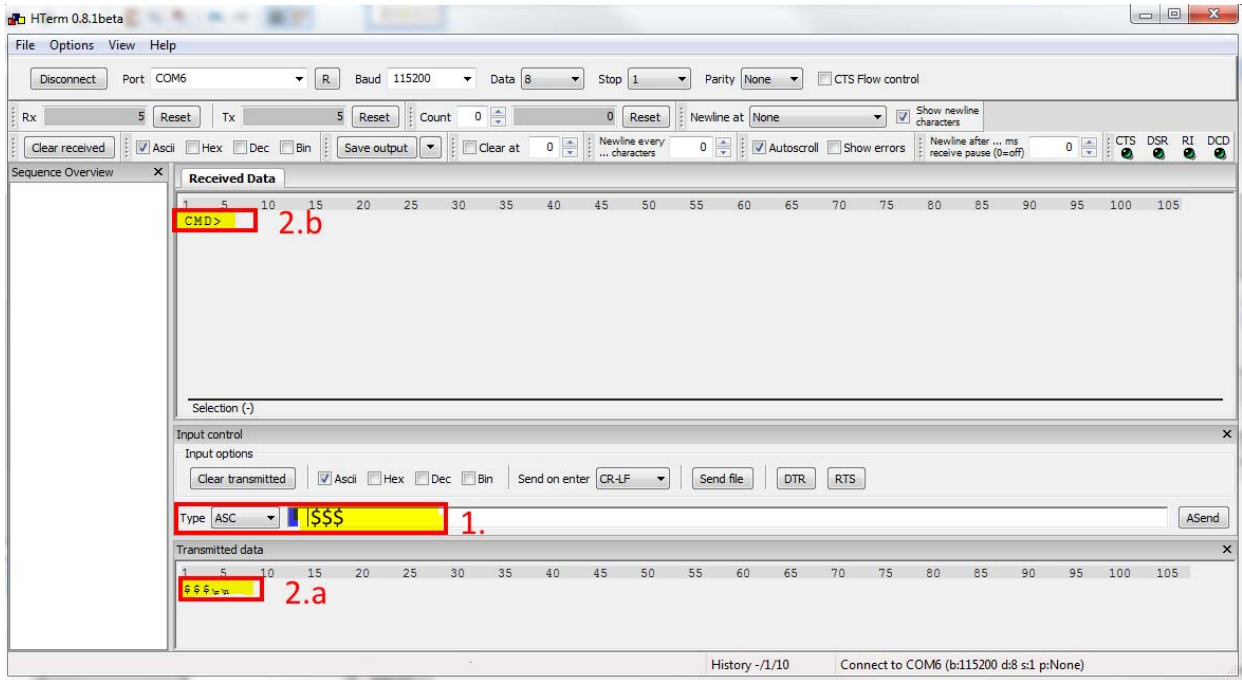 HTerm 0.8.1beta
File Options View Help
Disconnect Port COM6 R Baud 115200 Data 8 Stop 1 Parity None CTS Flow control
Rx 5 Reset Tx 5 Reset Count 0 0 Reset Newline at None Show newline characters
Clear received Ascii Hex Dec Bin Save output Clear at 0 Newline every ... characters 0 Autoscroll Show errors Newline after ... ms receive pause (0=off) 0 CTS DSR RI DCD
Sequence Overview X Received Data
1 5 10 15 20 25 30 35 40 45 50 55 60 65 70 75 80 85 90 95 100 105
CMD> 2.b
Selection (-)
Input control
Input options
Clear transmitted Ascii Hex Dec Bin Send on enter CR-LF Send file DTR RTS
Type ASC $$$ 1. ASend
Transmitted data
1 5 10 15 20 25 30 35 40 45 50 55 60 65 70 75 80 85 90 95 100 105
$$$\r\n 2.a
History -/1/10 Connect to COM6 (b:115200 d:8 s:1 p:None)